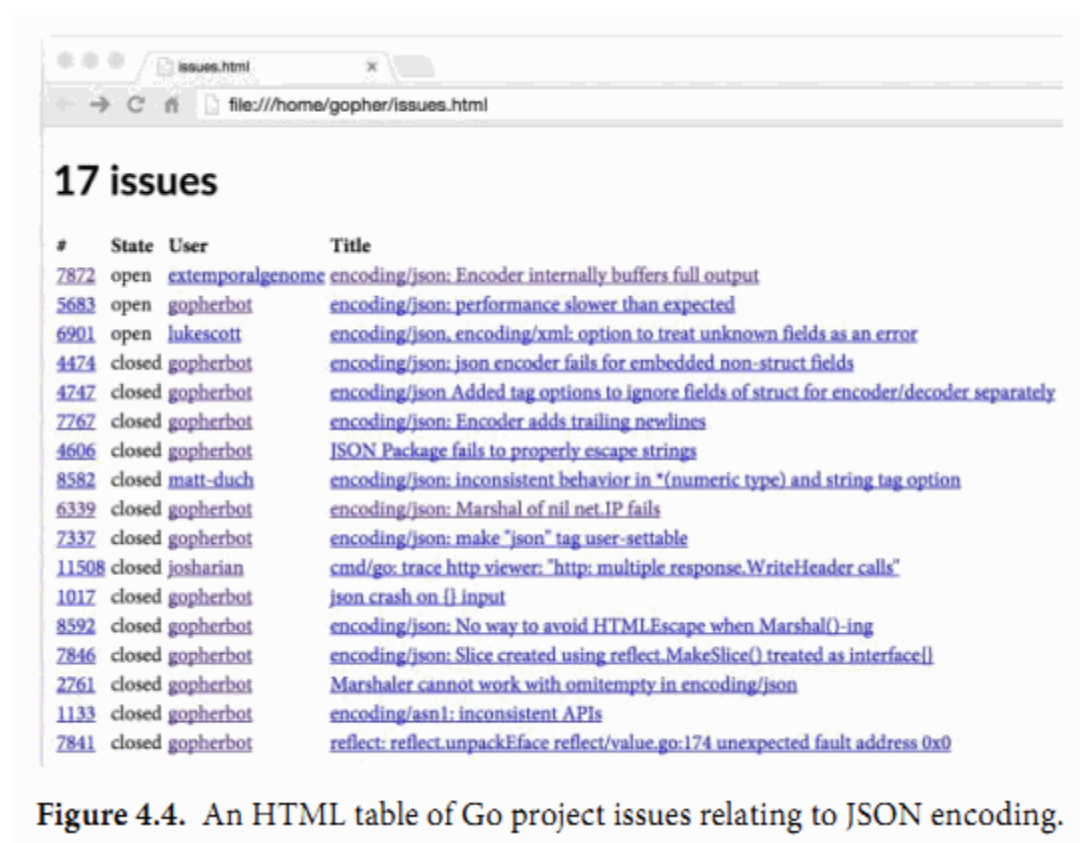 issues.html ×
file:///home/gopher/issues.html
17 issues
# State User Title
7872 open extemporalgenome encoding/json: Encoder internally buffers full output
5683 open gopherbot encoding/json: performance slower than expected
6901 open lukescott encoding/json, encoding/xml: option to treat unknown fields as an error
4474 closed gopherbot encoding/json: json encoder fails for embedded non-struct fields
4747 closed gopherbot encoding/json Added tag options to ignore fields of struct for encoder/decoder separately
7767 closed gopherbot encoding/json: Encoder adds trailing newlines
4606 closed gopherbot JSON Package fails to properly escape strings
8582 closed matt-duch encoding/json: inconsistent behavior in *(numeric type) and string tag option
6339 closed gopherbot encoding/json: Marshal of nil net.IP fails
7337 closed gopherbot encoding/json: make "json" tag user-settable
11508 closed josharian cmd/go: trace http viewer: "http: multiple response.WriteHeader calls"
1017 closed gopherbot json crash on {} input
8592 closed gopherbot encoding/json: No way to avoid HTMLEscape when Marshal()-ing
7846 closed gopherbot encoding/json: Slice created using reflect.MakeSlice() treated as interface{}
2761 closed gopherbot Marshaler cannot work with omitempty in encoding/json
1133 closed gopherbot encoding/asn1: inconsistent APIs
7841 closed gopherbot reflect: reflect.unpackEface reflect/value.go:174 unexpected fault address 0x0
Figure 4.4. An HTML table of Go project issues relating to JSON encoding.